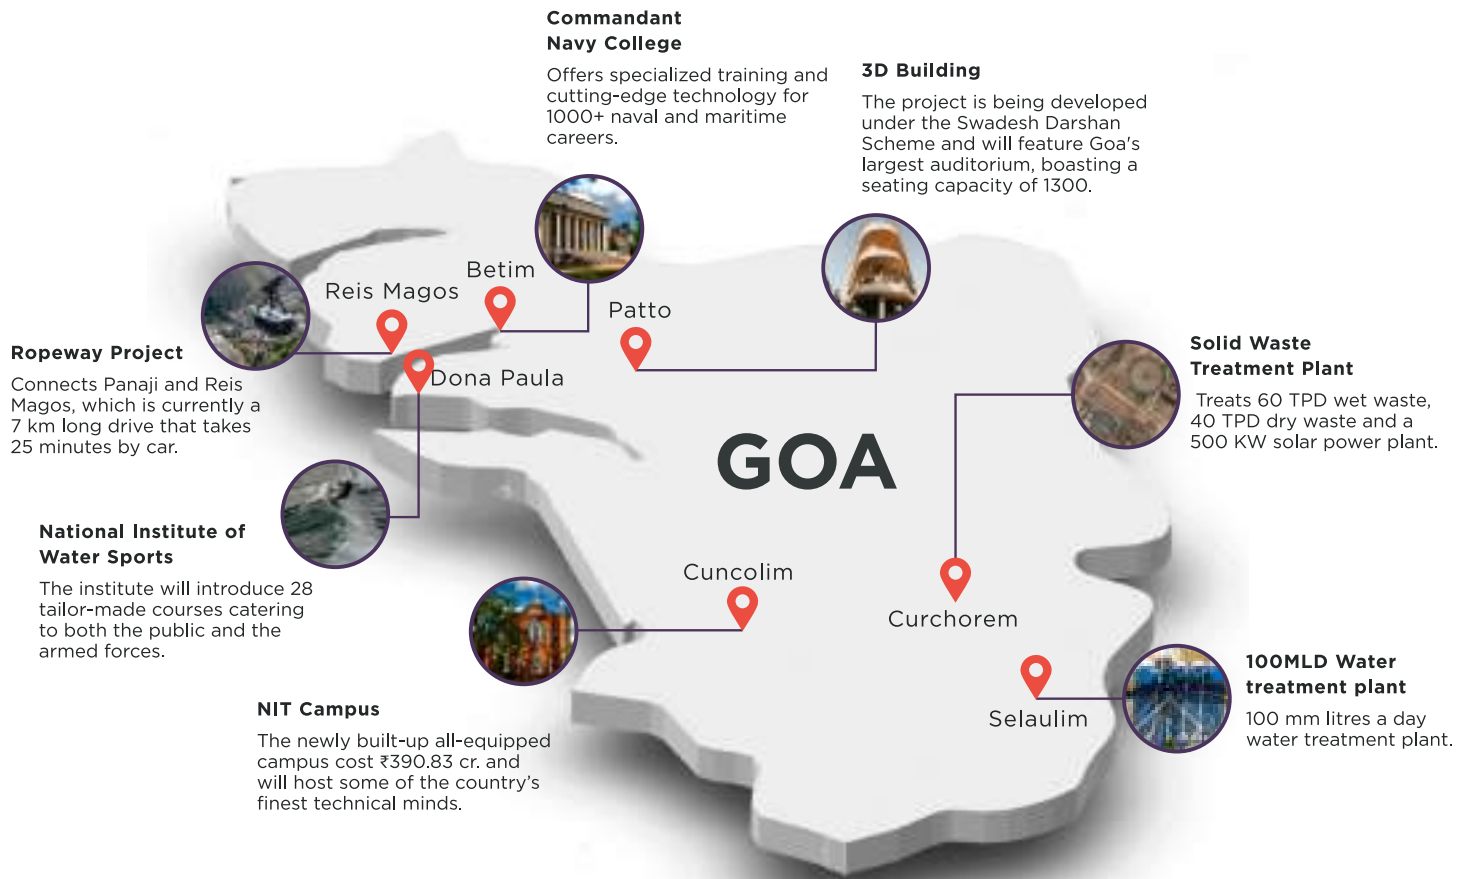 Commandant
Navy College
Offers specialized training and
cutting-edge technology for
1000+ naval and maritime
careers.
3D Building
The project is being developed
under the Swadesh Darshan
Scheme and will feature Goa's
largest auditorium, boasting a
seating capacity of 1300.
Betim
Reis Magos
Patto
Dona Paula
Ropeway Project
Connects Panaji and Reis
Magos, which is currently a
7 km long drive that takes
25 minutes by car.
Solid Waste
Treatment Plant
Treats 60 TPD wet waste,
40 TPD dry waste and a
500 KW solar power plant.
GOA
National Institute of
Water Sports
The institute will introduce 28
tailor-made courses catering
to both the public and the
armed forces.
Cuncolim
Curchorem
NIT Campus
The newly built-up all-equipped
campus cost ₹390.83 cr. and
will host some of the country’s
finest technical minds.
Selaulim
100MLD Water
treatment plant
100 mm litres a day
water treatment plant.